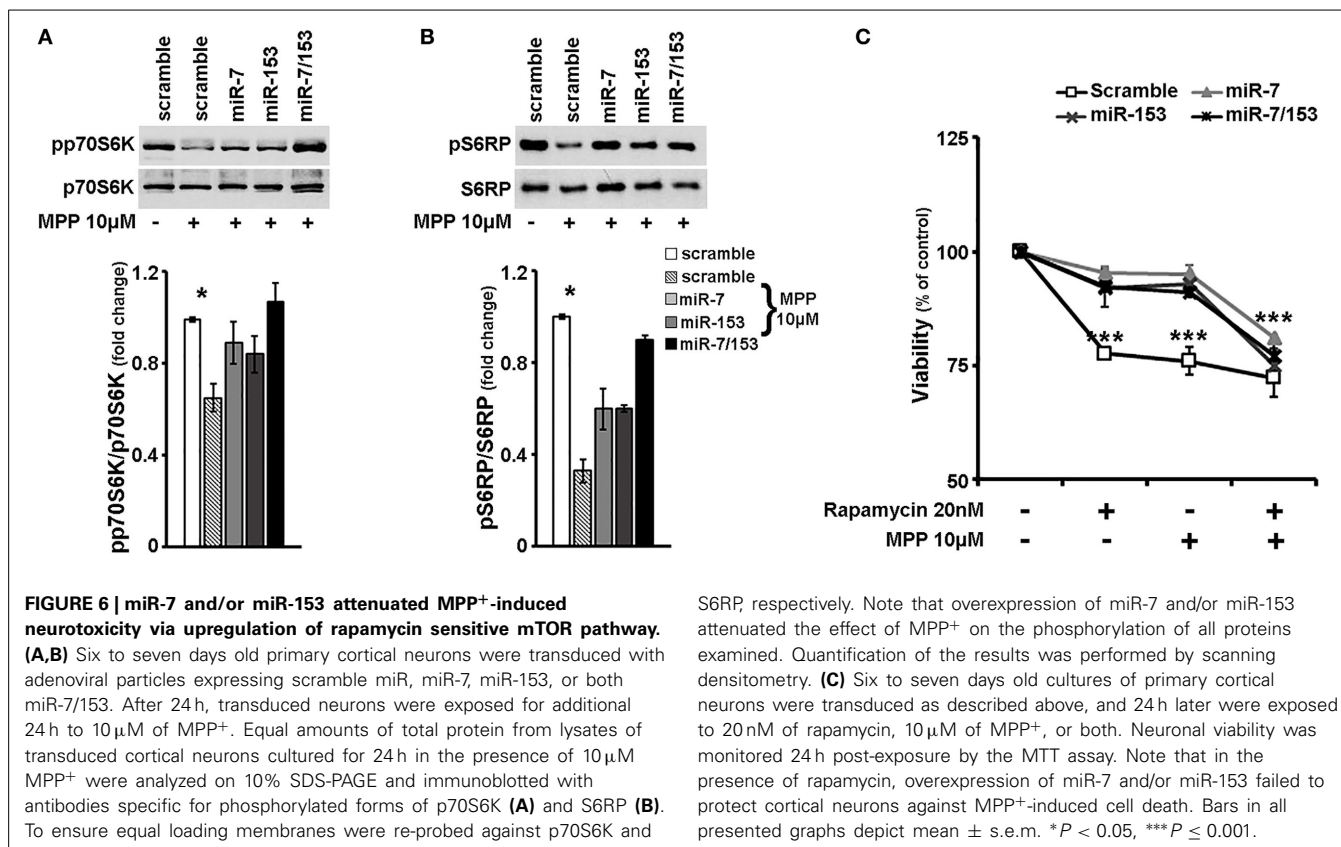 A
scramble
scramble
miR-7
miR-153
miR-7/153
pp70S6K
p70S6K
MPP 10µM - + + + +
pp70S6K/p70S6K (fold change)
1.2
0.8
0.4
0
*
B
scramble
scramble
miR-7
miR-153
miR-7/153
pS6RP
S6RP
MPP 10µM - + + + +
pS6RP/S6RP (fold change)
1.2
0.8
0.4
0
*
scramble
scramble
miR-7
miR-153
miR-7/153
} MPP
10µM
C
Scramble miR-7
miR-153 miR-7/153
Viability (% of control)
125
100
75
50
*** *** ***
Rapamycin 20nM - + - +
MPP 10µM - - + +
FIGURE 6 | miR-7 and/or miR-153 attenuated MPP+-induced
neurotoxicity via upregulation of rapamycin sensitive mTOR pathway.
(A,B) Six to seven days old primary cortical neurons were transduced with
adenoviral particles expressing scramble miR, miR-7, miR-153, or both
miR-7/153. After 24 h, transduced neurons were exposed for additional
24 h to 10 µM of MPP+. Equal amounts of total protein from lysates of
transduced cortical neurons cultured for 24 h in the presence of 10 µM
MPP+ were analyzed on 10% SDS-PAGE and immunoblotted with
antibodies specific for phosphorylated forms of p70S6K (A) and S6RP (B).
To ensure equal loading membranes were re-probed against p70S6K and
S6RP, respectively. Note that overexpression of miR-7 and/or miR-153
attenuated the effect of MPP+ on the phosphorylation of all proteins
examined. Quantification of the results was performed by scanning
densitometry. (C) Six to seven days old cultures of primary cortical
neurons were transduced as described above, and 24 h later were exposed
to 20 nM of rapamycin, 10 µM of MPP+, or both. Neuronal viability was
monitored 24 h post-exposure by the MTT assay. Note that in the
presence of rapamycin, overexpression of miR-7 and/or miR-153 failed to
protect cortical neurons against MPP+-induced cell death. Bars in all
presented graphs depict mean ± s.e.m. *P < 0.05, ***P ≤ 0.001.